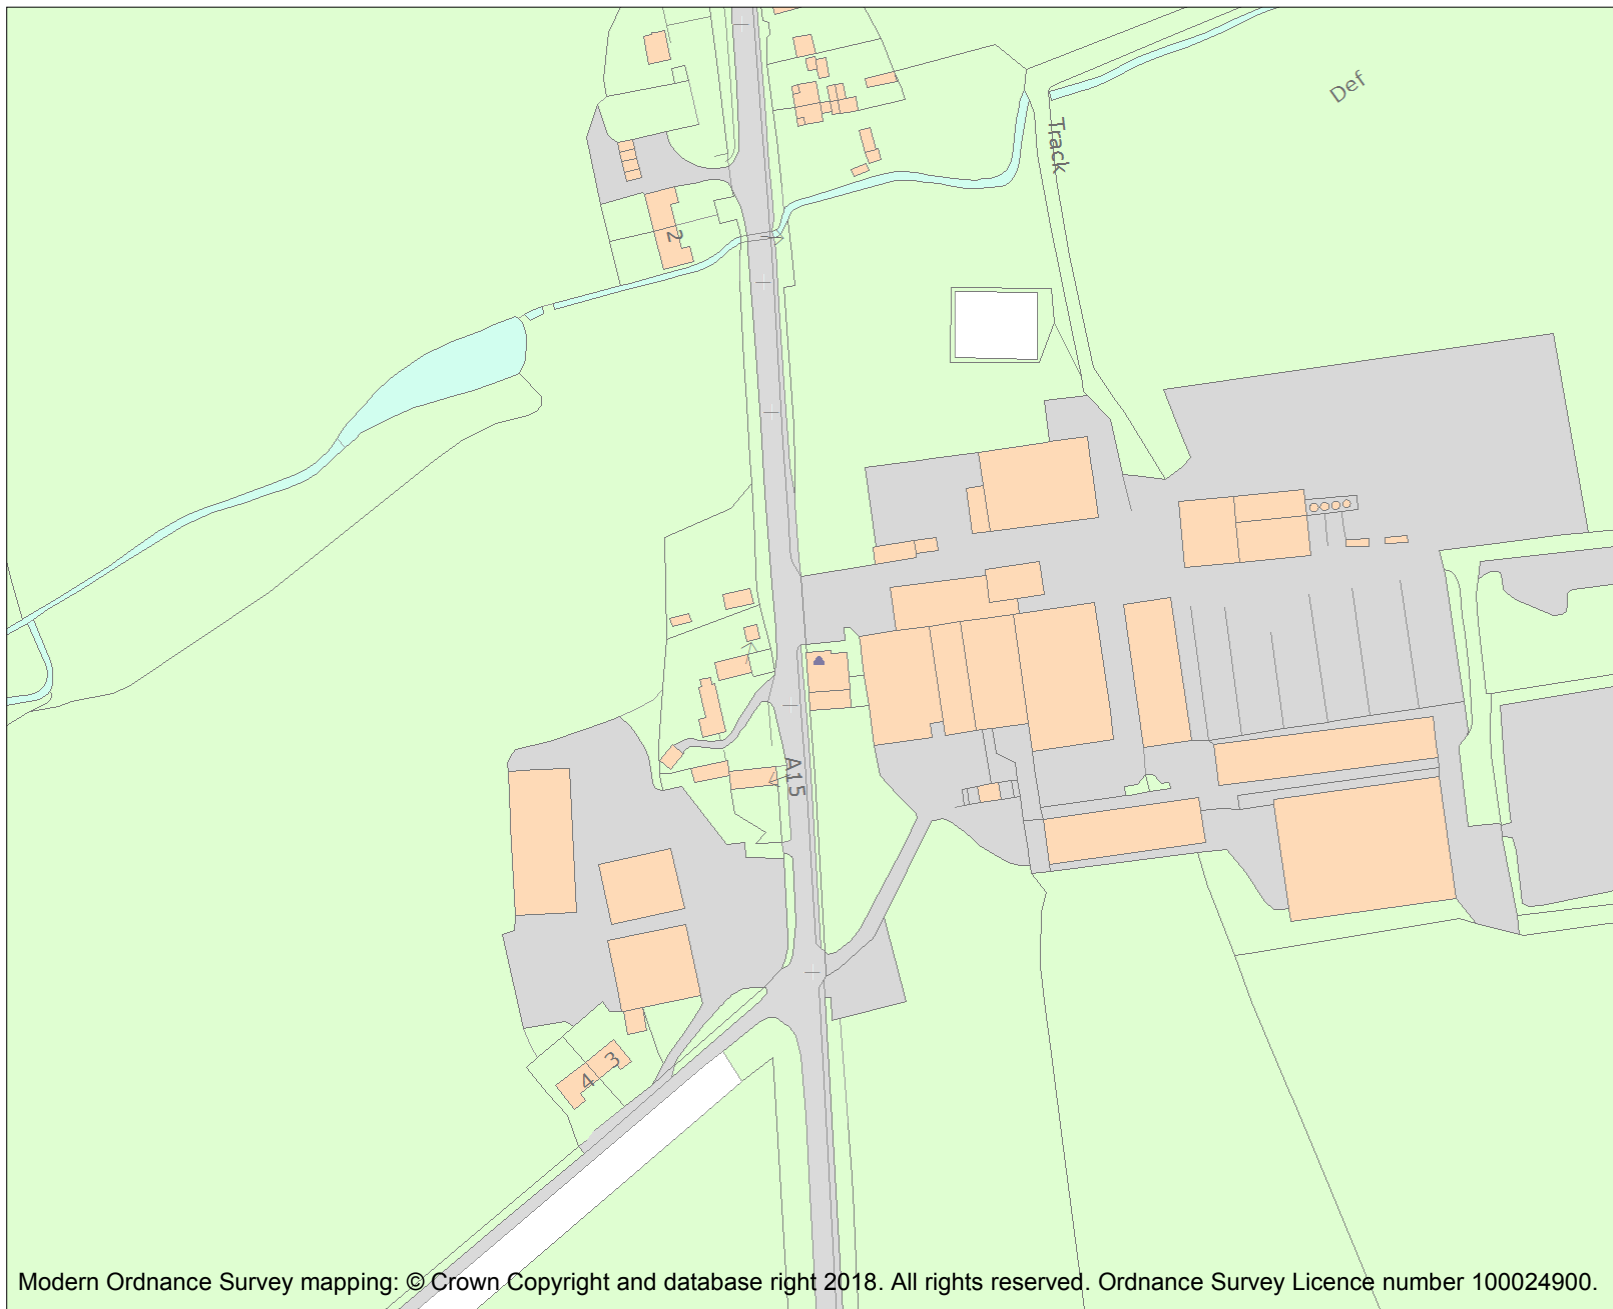 Def
Track
2
A15
3
4
Modern Ordnance Survey mapping: © Crown Copyright and database right 2018. All rights reserved. Ordnance Survey Licence number 100024900.